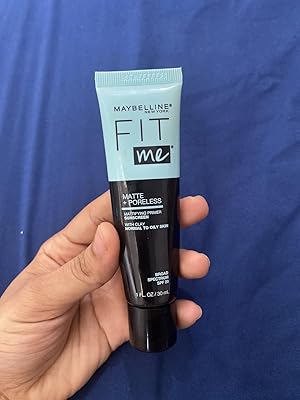 MAYBELLINE®
NEW YORK
FIT
me®
MATTE
+ PORELESS
MATTIFYING PRIMER
SUNSCREEN
WITH CLAY
NORMAL TO OILY SKIN
BROAD
SPECTRUM
SPF 20
1 FL. OZ / 30 mL